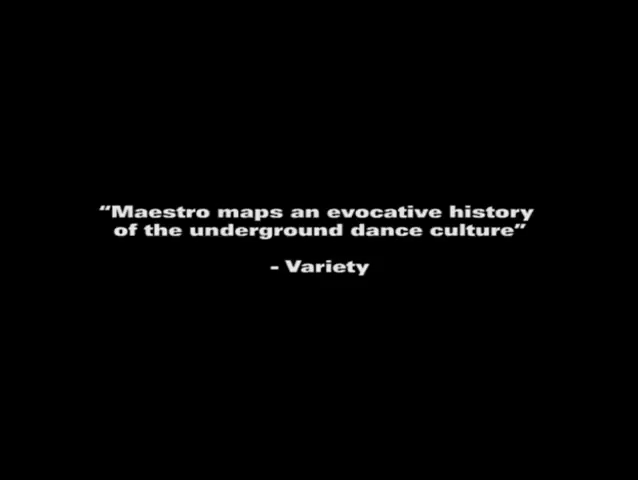 “Maestro maps an evocative history
of the underground dance culture”
- Variety